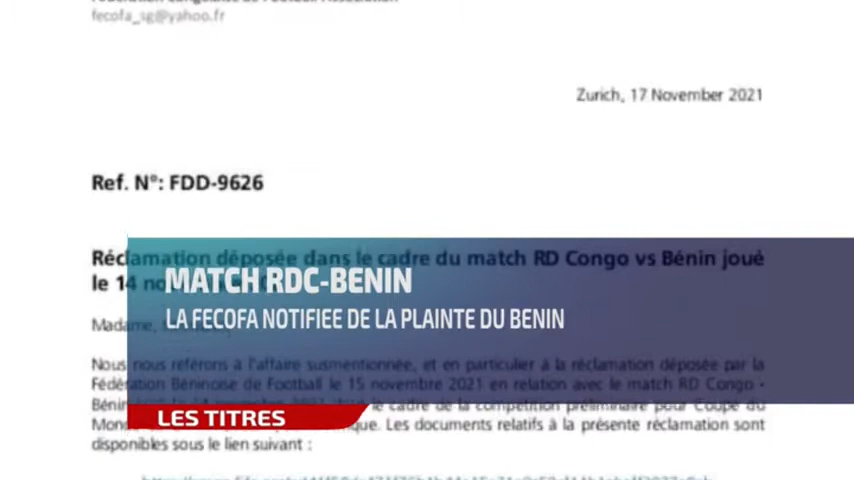 fecofa_sg@yahoo.fr
Zurich, 17 November 2021
Ref. N°: FDD-9626
Réclamation déposée dans le cadre du match RD Congo vs Bénin joué
le 14
MATCH RDC-BENIN
LA FECOFA NOTIFIEE DE LA PLAINTE DU BENIN
Madame,
Nous nous référons à l'affaire susmentionnée, et en particulier à la réclamation déposée par la
Fédération Béninoise de Football le 15 novembre 2021 en relation avec le match RD Congo -
Bénin le cadre de la compétition préliminaire pour Coupe du
LES TITRES
Les documents relatifs à la présente réclamation sont
disponibles sous le lien suivant :